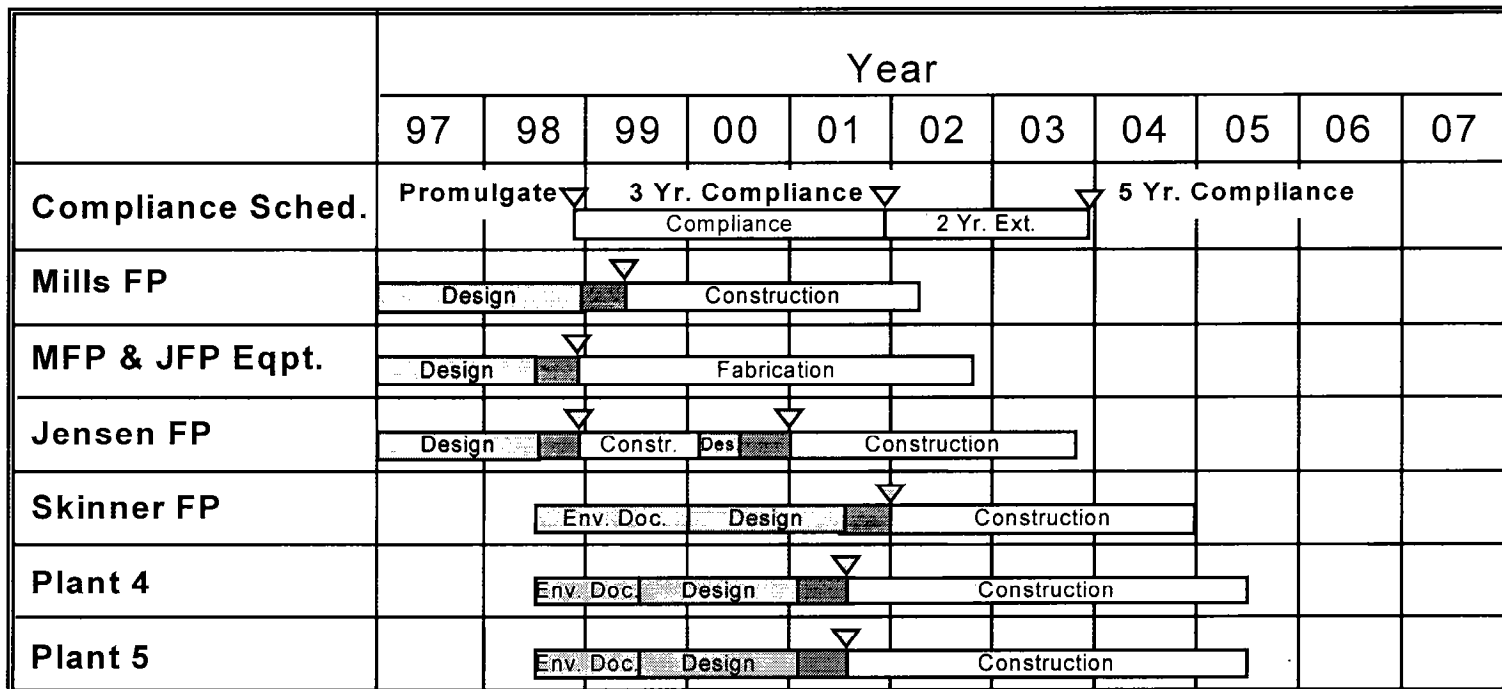 Year
97 98 99 00 01 02 03 04 05 06 07
Compliance Sched. Promulgate 3 Yr. Compliance 5 Yr. Compliance
Compliance 2 Yr. Ext.
Mills FP
Design Construction
MFP & JFP Eqpt.
Design Fabrication
Jensen FP
Design Constr. Des Construction
Skinner FP
Env. Doc. Design Construction
Plant 4
Env. Doc. Design Construction
Plant 5
Env. Doc. Design Construction